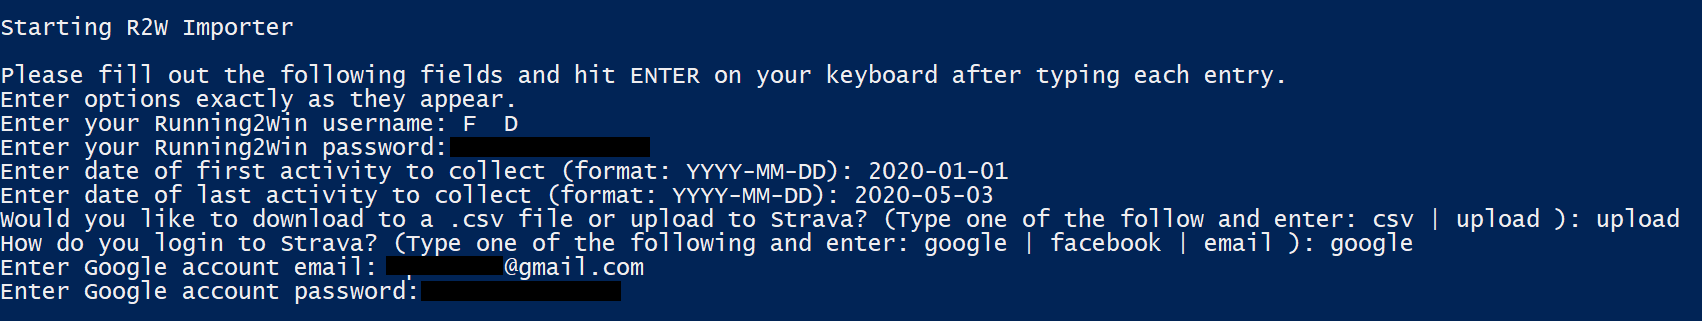 Starting R2W Importer
Please fill out the following fields and hit ENTER on your keyboard after typing each entry.
Enter options exactly as they appear.
Enter your Running2Win username: F  D
Enter your Running2Win password:
Enter date of first activity to collect (format: YYYY-MM-DD): 2020-01-01
Enter date of last activity to collect (format: YYYY-MM-DD): 2020-05-03
Would you like to download to a .csv file or upload to Strava? (Type one of the follow and enter: csv | upload ): upload
How do you login to Strava? (Type one of the following and enter: google | facebook | email ): google
Enter Google account email: @gmail.com
Enter Google account password: